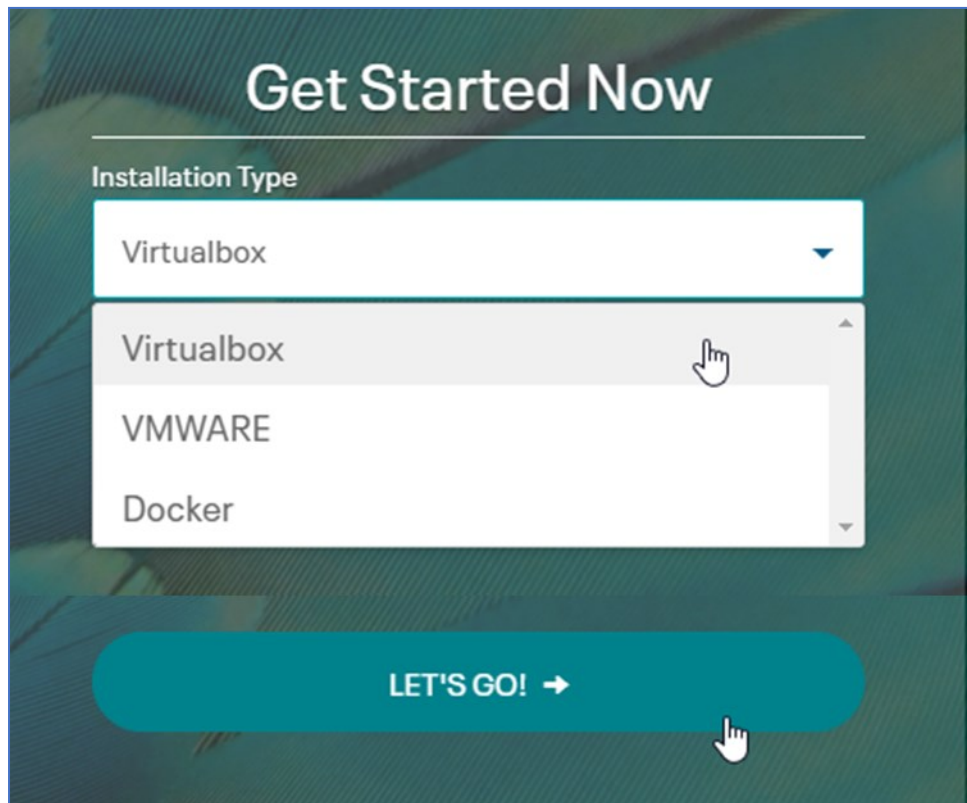 Get Started Now
Installation Type
Virtualbox
Virtualbox
VMWARE
Docker
LET'S GO!